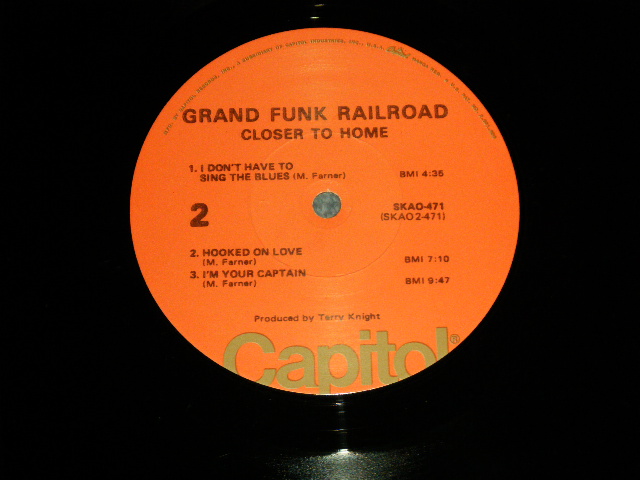 GRAND FUNK RAILROAD
CLOSER TO HOME
1. I DON'T HAVE TO
SING THE BLUES (M. Farner) BMI 4:35
2
SKAO-471
(SKAO2-471)
2. HOOKED ON LOVE
(M. Farner) BMI 7:10
3. I'M YOUR CAPTAIN
(M. Farner) BMI 9:47
Produced by Terry Knight
Capitol®